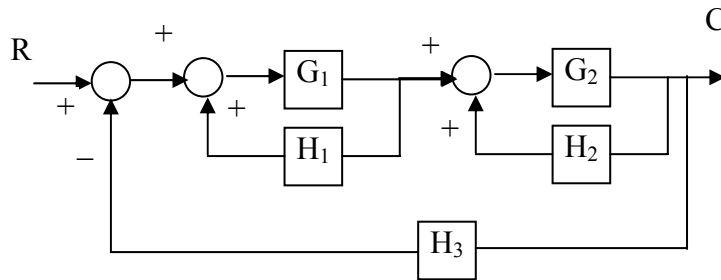 C
R
+
+
+
G₁
G₂
+
+
+
−
H₁
H₂
H₃